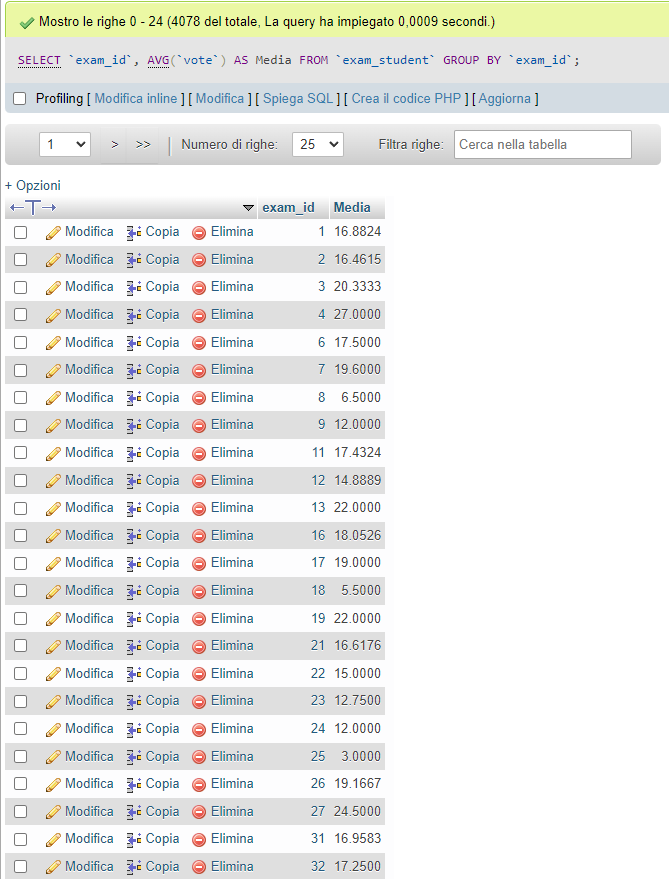 Mostro le righe 0 - 24 (4078 del totale, La query ha impiegato 0,0009 secondi.)
SELECT `exam_id`, AVG(`vote`) AS Media FROM `exam_student` GROUP BY `exam_id`;
Profiling [ Modifica inline ] [ Modifica ] [ Spiega SQL ] [ Crea il codice PHP ] [ Aggiorna ]
1 > >> | Numero di righe: 25 Filtra righe: Cerca nella tabella
+ Opzioni
←T→ exam_id Media
Modifica Copia Elimina 1 16.8824
Modifica Copia Elimina 2 16.4615
Modifica Copia Elimina 3 20.3333
Modifica Copia Elimina 4 27.0000
Modifica Copia Elimina 6 17.5000
Modifica Copia Elimina 7 19.6000
Modifica Copia Elimina 8 6.5000
Modifica Copia Elimina 9 12.0000
Modifica Copia Elimina 11 17.4324
Modifica Copia Elimina 12 14.8889
Modifica Copia Elimina 13 22.0000
Modifica Copia Elimina 16 18.0526
Modifica Copia Elimina 17 19.0000
Modifica Copia Elimina 18 5.5000
Modifica Copia Elimina 19 22.0000
Modifica Copia Elimina 21 16.6176
Modifica Copia Elimina 22 15.0000
Modifica Copia Elimina 23 12.7500
Modifica Copia Elimina 24 12.0000
Modifica Copia Elimina 25 3.0000
Modifica Copia Elimina 26 19.1667
Modifica Copia Elimina 27 24.5000
Modifica Copia Elimina 31 16.9583
Modifica Copia Elimina 32 17.2500